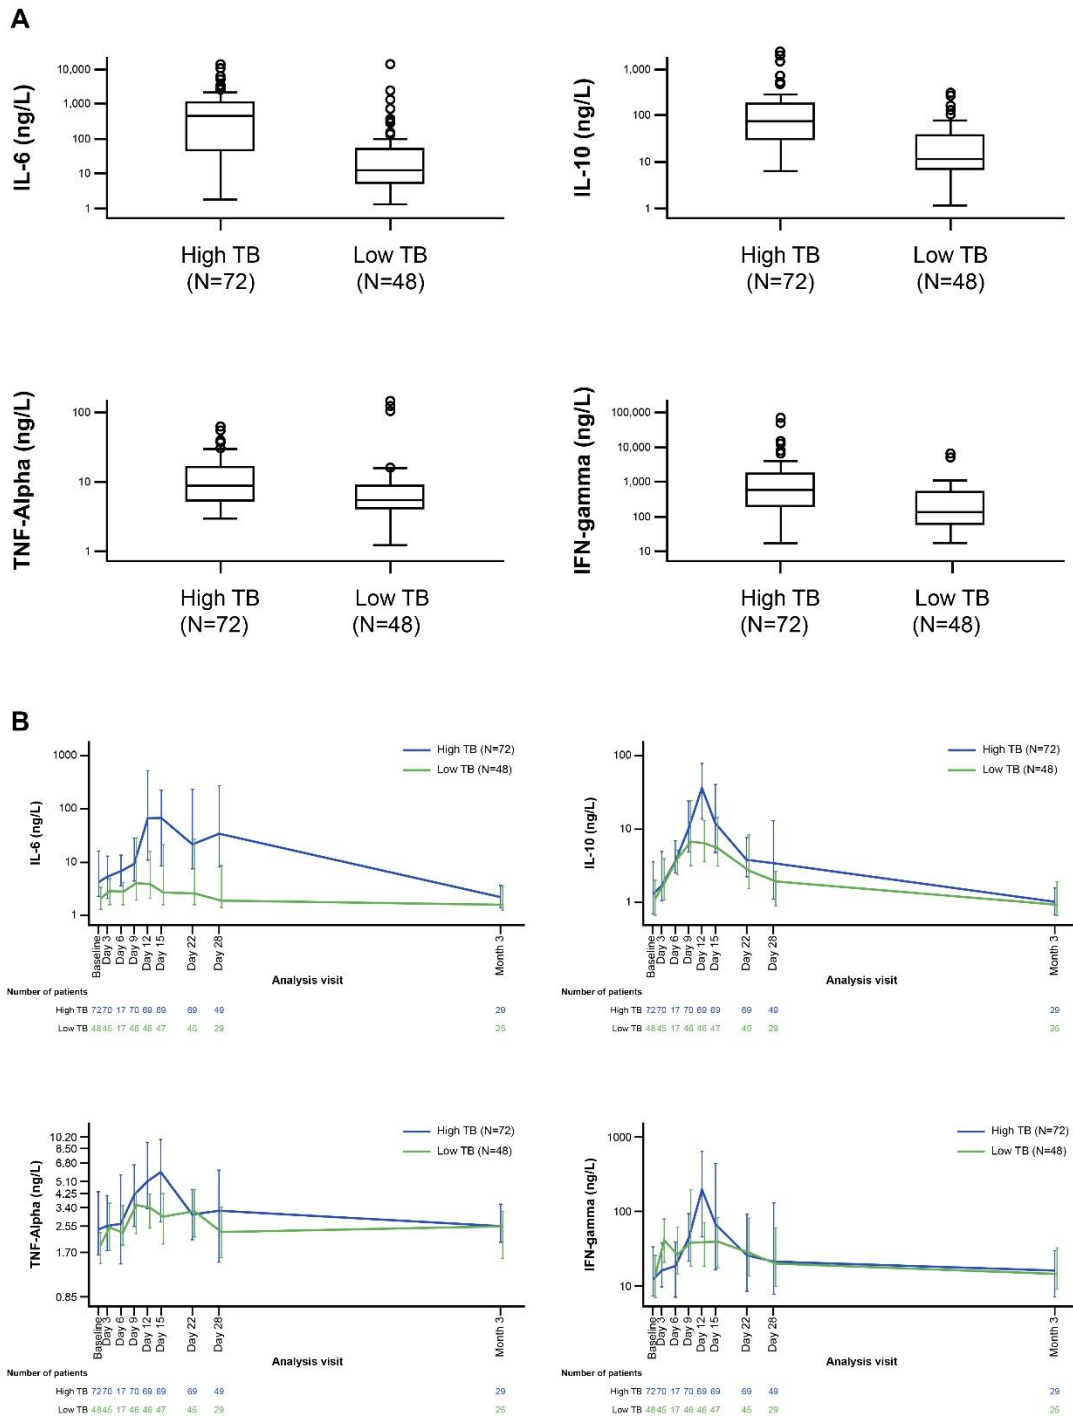 A
IL-6 (ng/L)
10,000
1,000
100
10
1
High TB
(N=72)
Low TB
(N=48)
IL-10 (ng/L)
1,000
100
10
1
High TB
(N=72)
Low TB
(N=48)
TNF-Alpha (ng/L)
100
10
1
High TB
(N=72)
Low TB
(N=48)
IFN-gamma (ng/L)
100,000
10,000
1,000
100
10
High TB
(N=72)
Low TB
(N=48)
B
IL-6 (ng/L)
1000
100
10
1
High TB (N=72)
Low TB (N=48)
Baseline
Day 3
Day 6
Day 9
Day 12
Day 15
Day 22
Day 28
Month 3
Analysis visit
Number of patients
High TB 72 70 17 70 69 69 69 49 29
Low TB 48 45 17 46 46 47 45 29 25
IL-10 (ng/L)
100
10
1
High TB (N=72)
Low TB (N=48)
Baseline
Day 3
Day 6
Day 9
Day 12
Day 15
Day 22
Day 28
Month 3
Analysis visit
Number of patients
High TB 72 70 17 70 69 69 69 49 29
Low TB 48 45 17 46 46 47 45 29 25
TNF-Alpha (ng/L)
10.20
8.50
6.80
5.10
4.25
3.40
2.55
1.70
0.85
High TB (N=72)
Low TB (N=48)
Baseline
Day 3
Day 6
Day 9
Day 12
Day 15
Day 22
Day 28
Month 3
Analysis visit
Number of patients
High TB 72 70 17 70 69 69 69 49 29
Low TB 48 45 17 46 46 47 45 29 25
IFN-gamma (ng/L)
1000
100
10
High TB (N=72)
Low TB (N=48)
Baseline
Day 3
Day 6
Day 9
Day 12
Day 15
Day 22
Day 28
Month 3
Analysis visit
Number of patients
High TB 72 70 17 70 69 69 69 49 29
Low TB 48 45 17 46 46 47 45 29 25